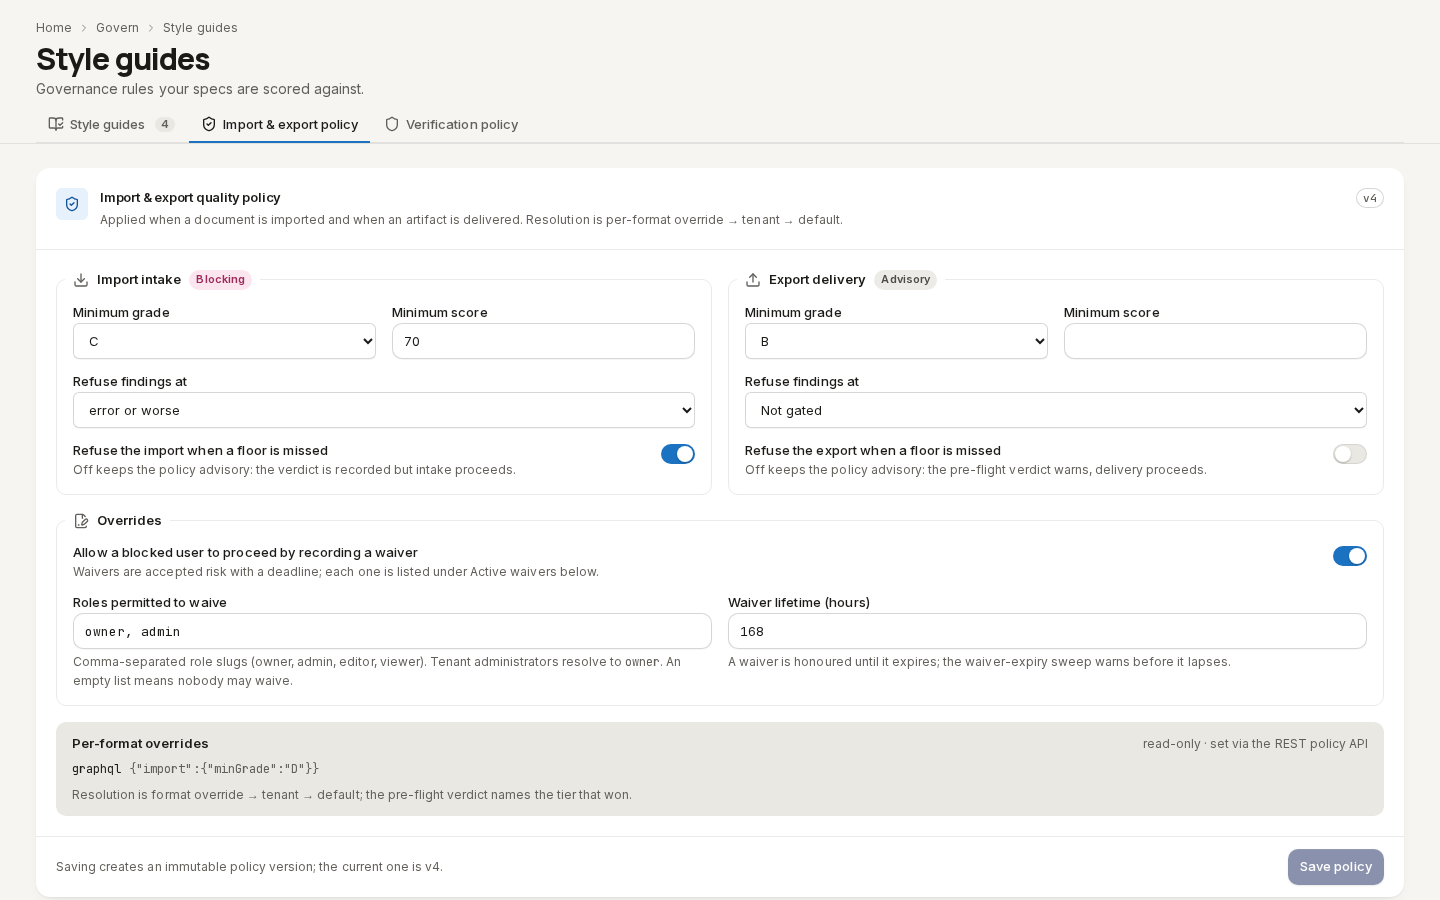 Home > Govern > Style guides
Style guides
Governance rules your specs are scored against.
Style guides 4 Import & export policy Verification policy
Import & export quality policy v4
Applied when a document is imported and when an artifact is delivered. Resolution is per-format override → tenant → default.
Import intake Blocking
Minimum grade Minimum score
C 70
Refuse findings at
error or worse
Refuse the import when a floor is missed
Off keeps the policy advisory: the verdict is recorded but intake proceeds.
Export delivery Advisory
Minimum grade Minimum score
B
Refuse findings at
Not gated
Refuse the export when a floor is missed
Off keeps the policy advisory: the pre-flight verdict warns, delivery proceeds.
Overrides
Allow a blocked user to proceed by recording a waiver
Waivers are accepted risk with a deadline; each one is listed under Active waivers below.
Roles permitted to waive
owner, admin
Comma-separated role slugs (owner, admin, editor, viewer). Tenant administrators resolve to owner. An
empty list means nobody may waive.
Waiver lifetime (hours)
168
A waiver is honoured until it expires; the waiver-expiry sweep warns before it lapses.
Per-format overrides read-only · set via the REST policy API
graphql {"import":{"minGrade":"D"}}
Resolution is format override → tenant → default; the pre-flight verdict names the tier that won.
Saving creates an immutable policy version; the current one is v4.
Save policy